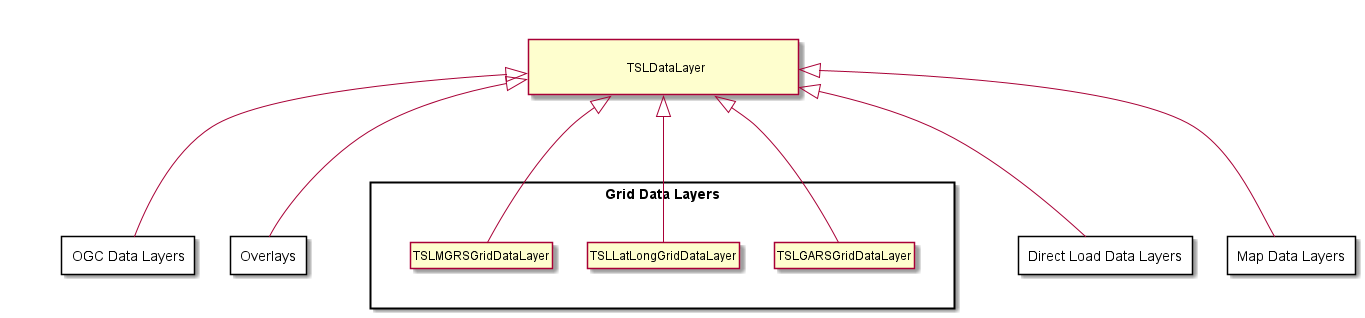 TSLDataLayer
Grid Data Layers
OGC Data Layers
Overlays
TSLMGRSGridDataLayer
TSLLatLongGridDataLayer
TSLGARSGridDataLayer
Direct Load Data Layers
Map Data Layers